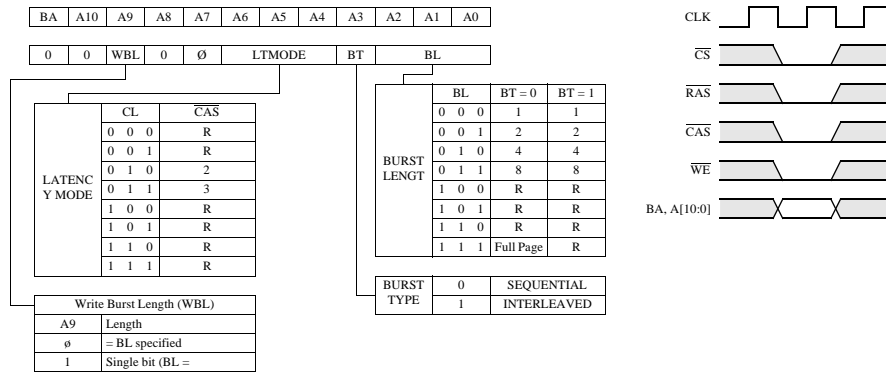 BA A10 A9 A8 A7 A6 A5 A4 A3 A2 A1 A0
0 0 WBL 0 Ø LTMODE BT BL
LATENC
Y MODE
CL CAS
0 0 0 R
0 0 1 R
0 1 0 2
0 1 1 3
1 0 0 R
1 0 1 R
1 1 0 R
1 1 1 R
Write Burst Length (WBL)
A9 Length
ø = BL specified
1 Single bit (BL =
BURST
LENGT
BL BT = 0 BT = 1
0 0 0 1 1
0 0 1 2 2
0 1 0 4 4
0 1 1 8 8
1 0 0 R R
1 0 1 R R
1 1 0 R R
1 1 1 Full Page R
BURST
TYPE
0 SEQUENTIAL
1 INTERLEAVED
CLK
CS
RAS
CAS
WE
BA, A[10:0]